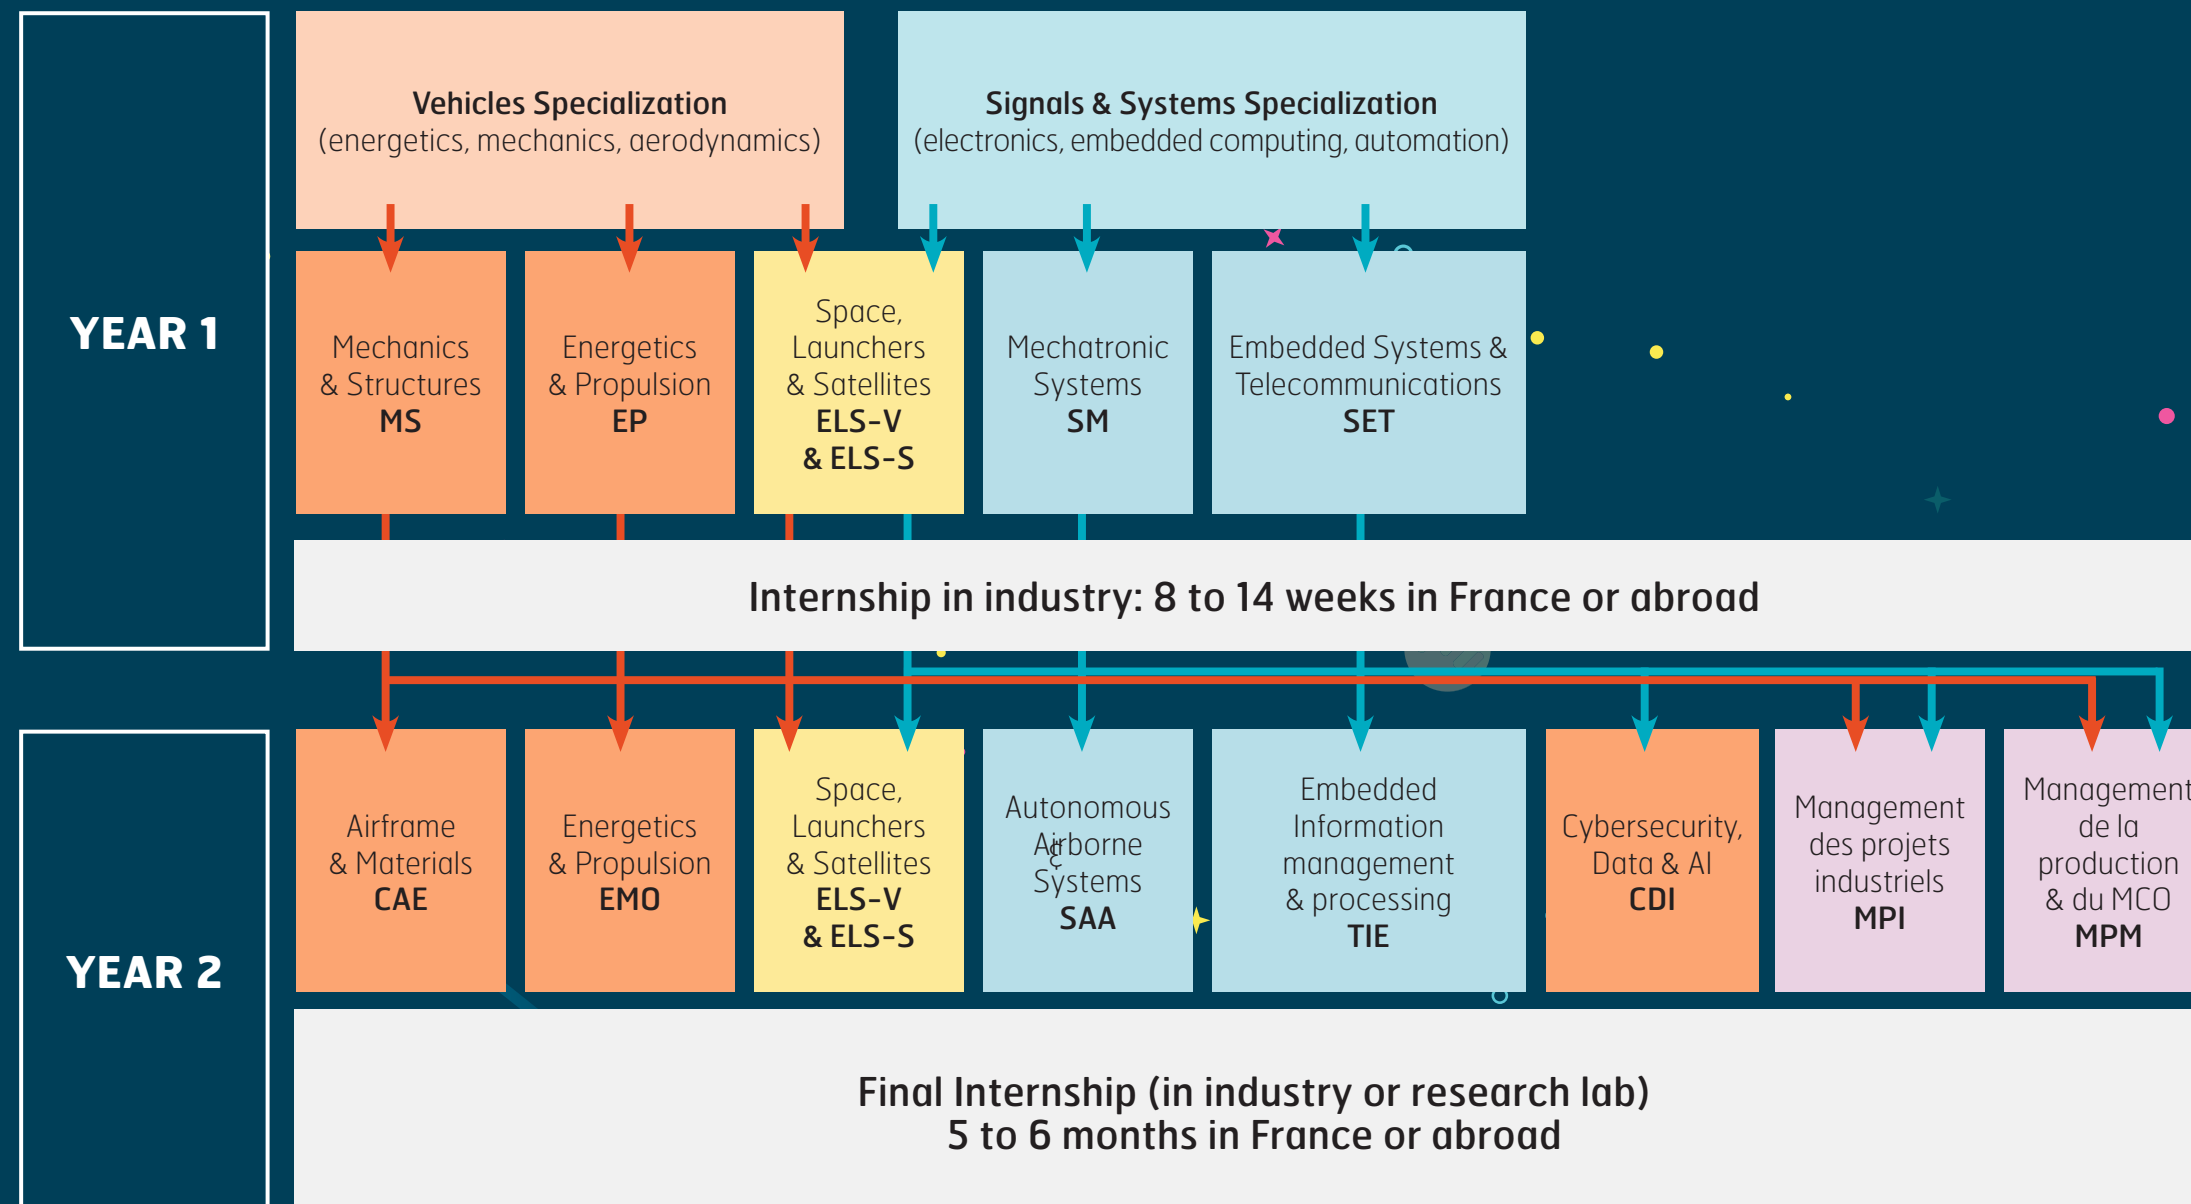 YEAR 1
Vehicles Specialization
(energetics, mechanics, aerodynamics)
Signals & Systems Specialization
(electronics, embedded computing, automation)
Mechanics
& Structures
MS
Energetics
& Propulsion
EP
Space,
Launchers
& Satellites
ELS-V
& ELS-S
Mechatronic
Systems
SM
Embedded Systems &
Telecommunications
SET
Internship in industry: 8 to 14 weeks in France or abroad
YEAR 2
Airframe
& Materials
CAE
Energetics
& Propulsion
EMO
Space,
Launchers
& Satellites
ELS-V
& ELS-S
Autonomous
Airborne
&
Systems
SAA
Embedded
Information
management
& processing
TIE
Cybersecurity,
Data & AI
CDI
Management
des projets
industriels
MPI
Management
de la
production
& du MCO
MPM
Final Internship (in industry or research lab)
5 to 6 months in France or abroad